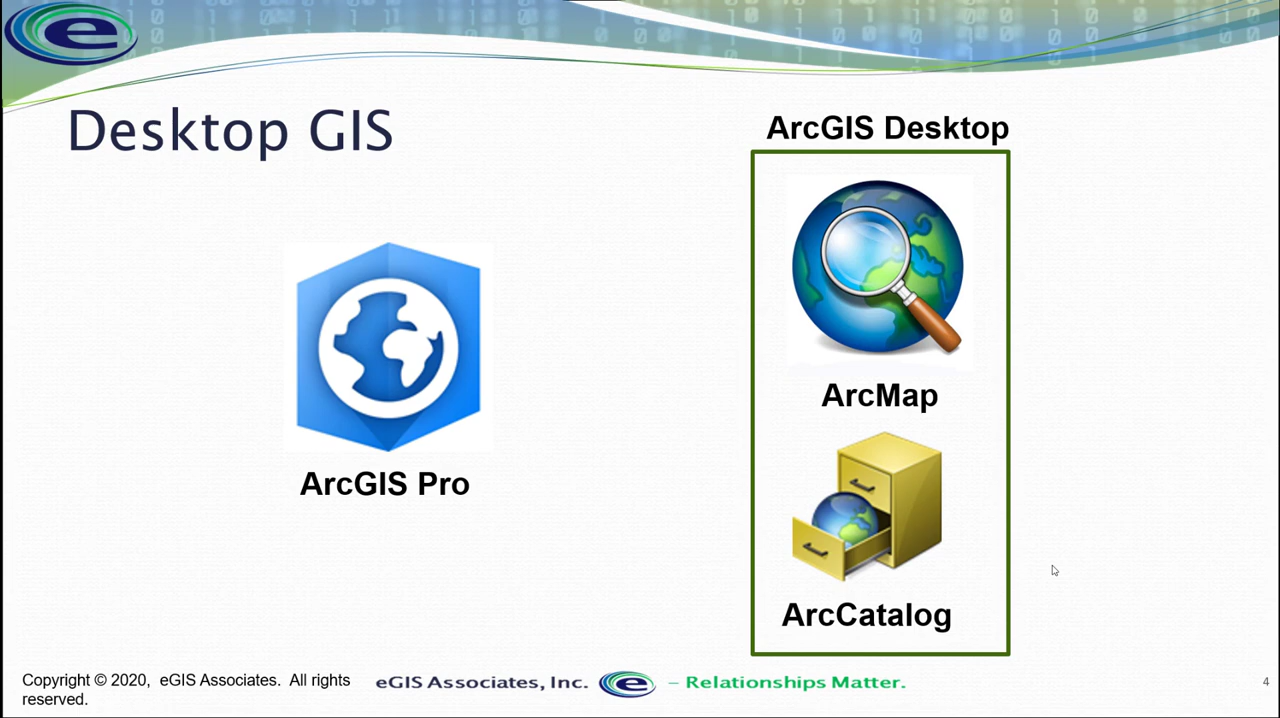 Desktop GIS
ArcGIS Desktop
ArcMap
ArcGIS Pro
ArcCatalog
Copyright © 2020, eGIS Associates. All rights
reserved.
eGIS Associates, Inc. e – Relationships Matter.
4
e